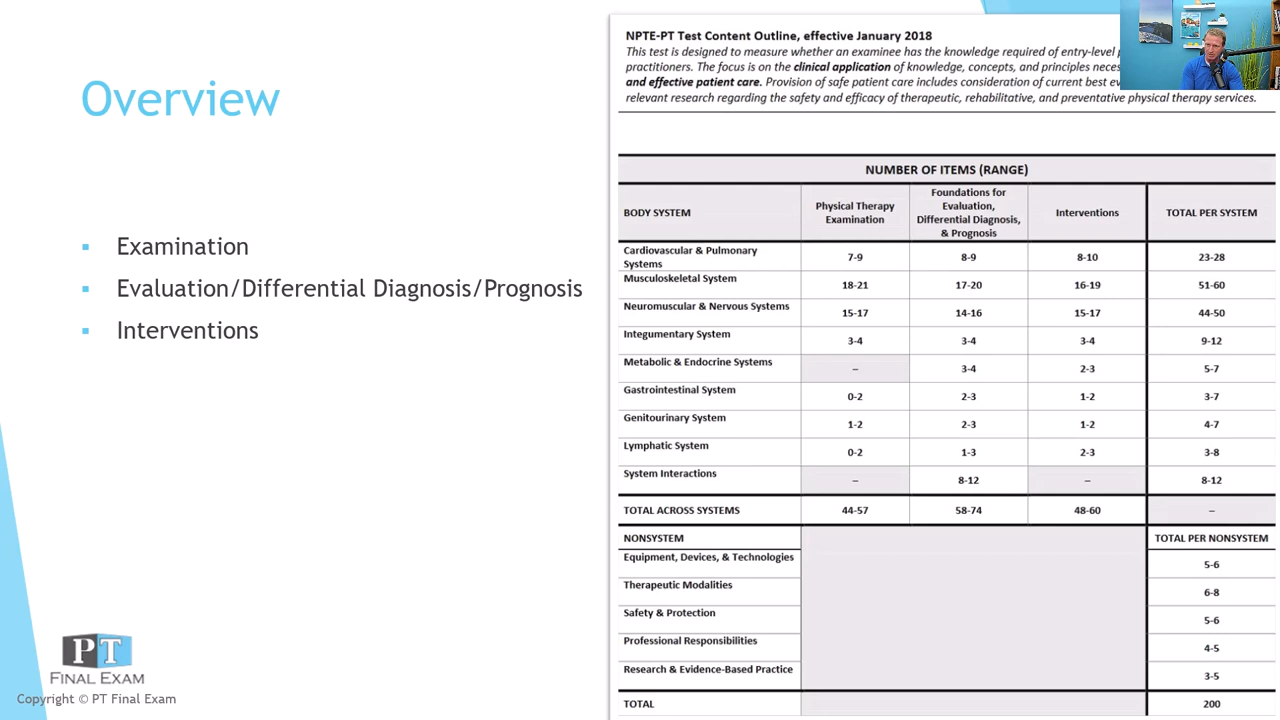 Overview
▪ Examination
▪ Evaluation/Differential Diagnosis/Prognosis
▪ Interventions
PT
FINAL EXAM
Copyright © PT Final Exam
NPTE-PT Test Content Outline, effective January 2018
This test is designed to measure whether an examinee has the knowledge required of entry-level
practitioners. The focus is on the clinical application of knowledge, concepts, and principles
and effective patient care. Provision of safe patient care includes consideration of current best
relevant research regarding the safety and efficacy of therapeutic, rehabilitative, and preventative physical therapy services.
NUMBER OF ITEMS (RANGE)
BODY SYSTEM Physical Therapy Examination Foundations for Evaluation, Differential Diagnosis, & Prognosis Interventions TOTAL PER SYSTEM
Cardiovascular & Pulmonary Systems 7-9 8-9 8-10 23-28
Musculoskeletal System 18-21 17-20 16-19 51-60
Neuromuscular & Nervous Systems 15-17 14-16 15-17 44-50
Integumentary System 3-4 3-4 3-4 9-12
Metabolic & Endocrine Systems – 3-4 2-3 5-7
Gastrointestinal System 0-2 2-3 1-2 3-7
Genitourinary System 1-2 2-3 1-2 4-7
Lymphatic System 0-2 1-3 2-3 3-8
System Interactions – 8-12 – 8-12
TOTAL ACROSS SYSTEMS 44-57 58-74 48-60 –
NONSYSTEM TOTAL PER NONSYSTEM
Equipment, Devices, & Technologies 5-6
Therapeutic Modalities 6-8
Safety & Protection 5-6
Professional Responsibilities 4-5
Research & Evidence-Based Practice 3-5
TOTAL 200